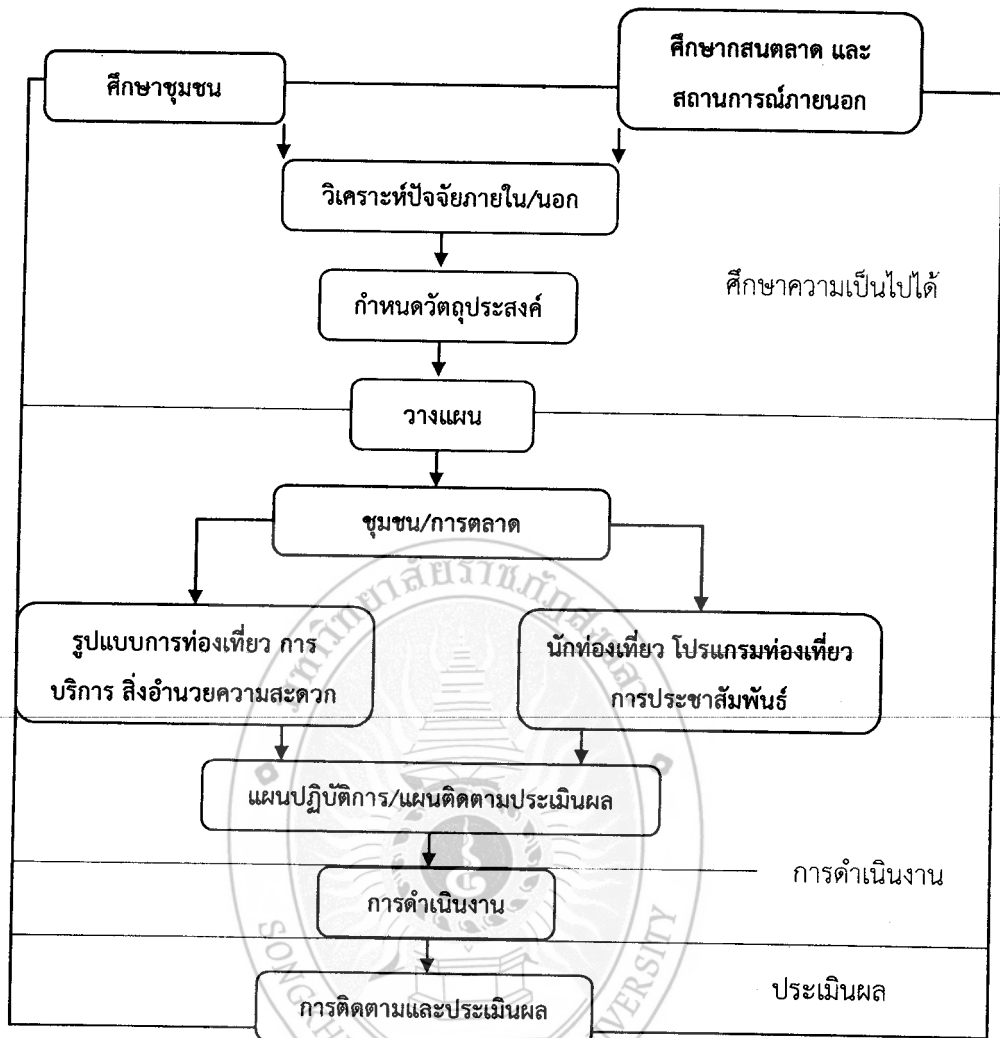 ศึกษาชุมชน
ศึกษากสนตลาด และ
สถานการณ์ภายนอก
วิเคราะห์ปัจจัยภายใน/นอก
ศึกษาความเป็นไปได้
กำหนดวัตถุประสงค์
วางแผน
ชุมชน/การตลาด
รูปแบบการท่องเที่ยว การ
บริการ สิ่งอำนวยความสะดวก
นักท่องเที่ยว โปรแกรมท่องเที่ยว
การประชาสัมพันธ์
แผนปฏิบัติการ/แผนติดตามประเมินผล
การดำเนินงาน
การดำเนินงาน
ประเมินผล
การติดตามและประเมินผล